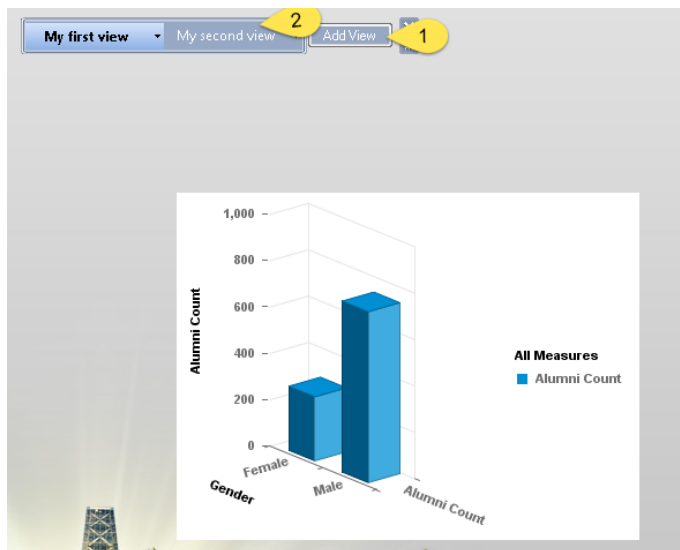 2
My first view My second view Add View 1
1,000
800
600
400
200
0
Alumni Count
Female
Male
Gender
Alumni Count
All Measures
Alumni Count